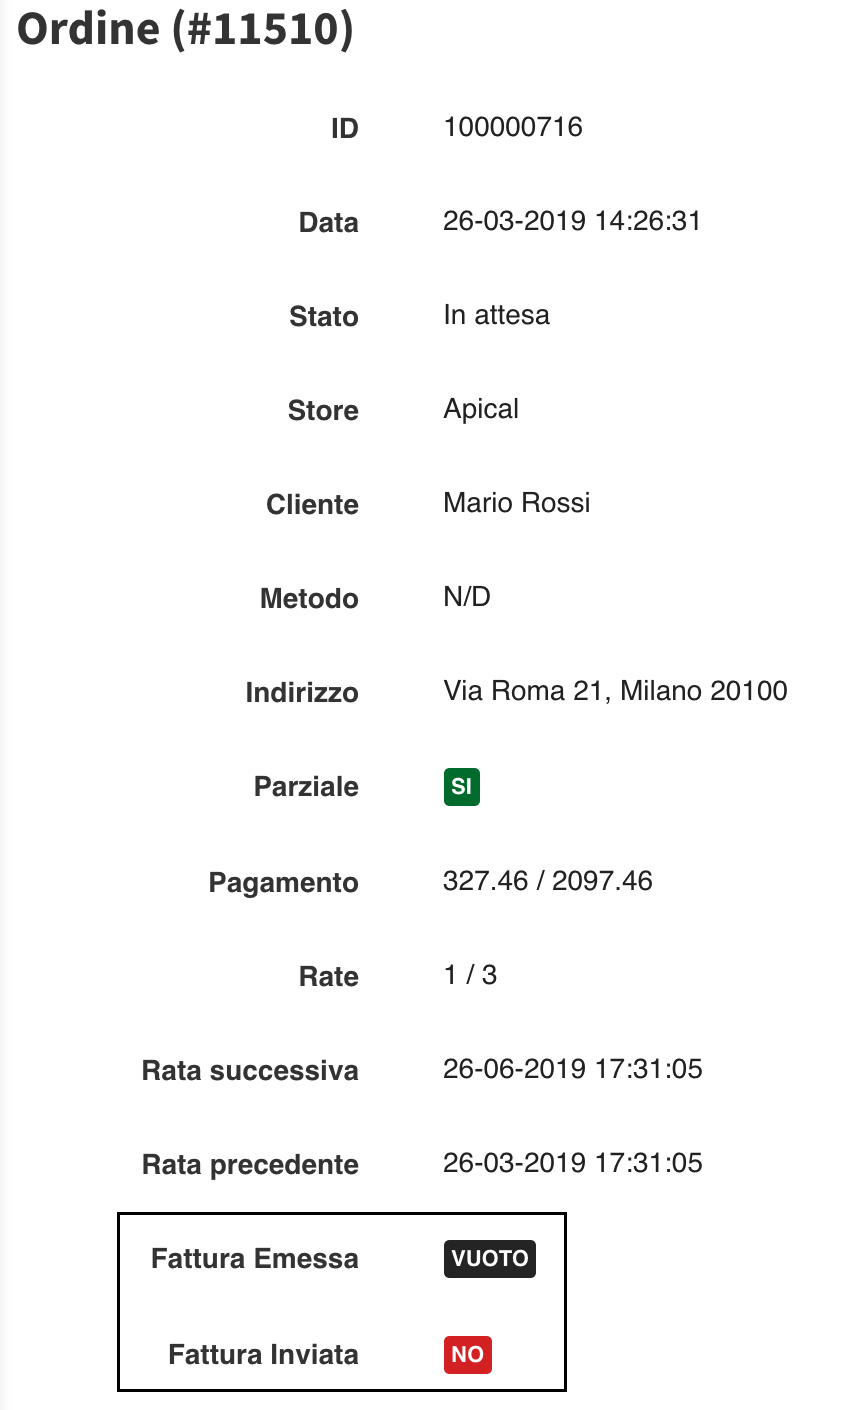 Ordine (#11510)
ID 100000716
Data 26-03-2019 14:26:31
Stato In attesa
Store Apical
Cliente Mario Rossi
Metodo N/D
Indirizzo Via Roma 21, Milano 20100
Parziale SI
Pagamento 327.46 / 2097.46
Rate 1 / 3
Rata successiva 26-06-2019 17:31:05
Rata precedente 26-03-2019 17:31:05
Fattura Emessa VUOTO
Fattura Inviata NO